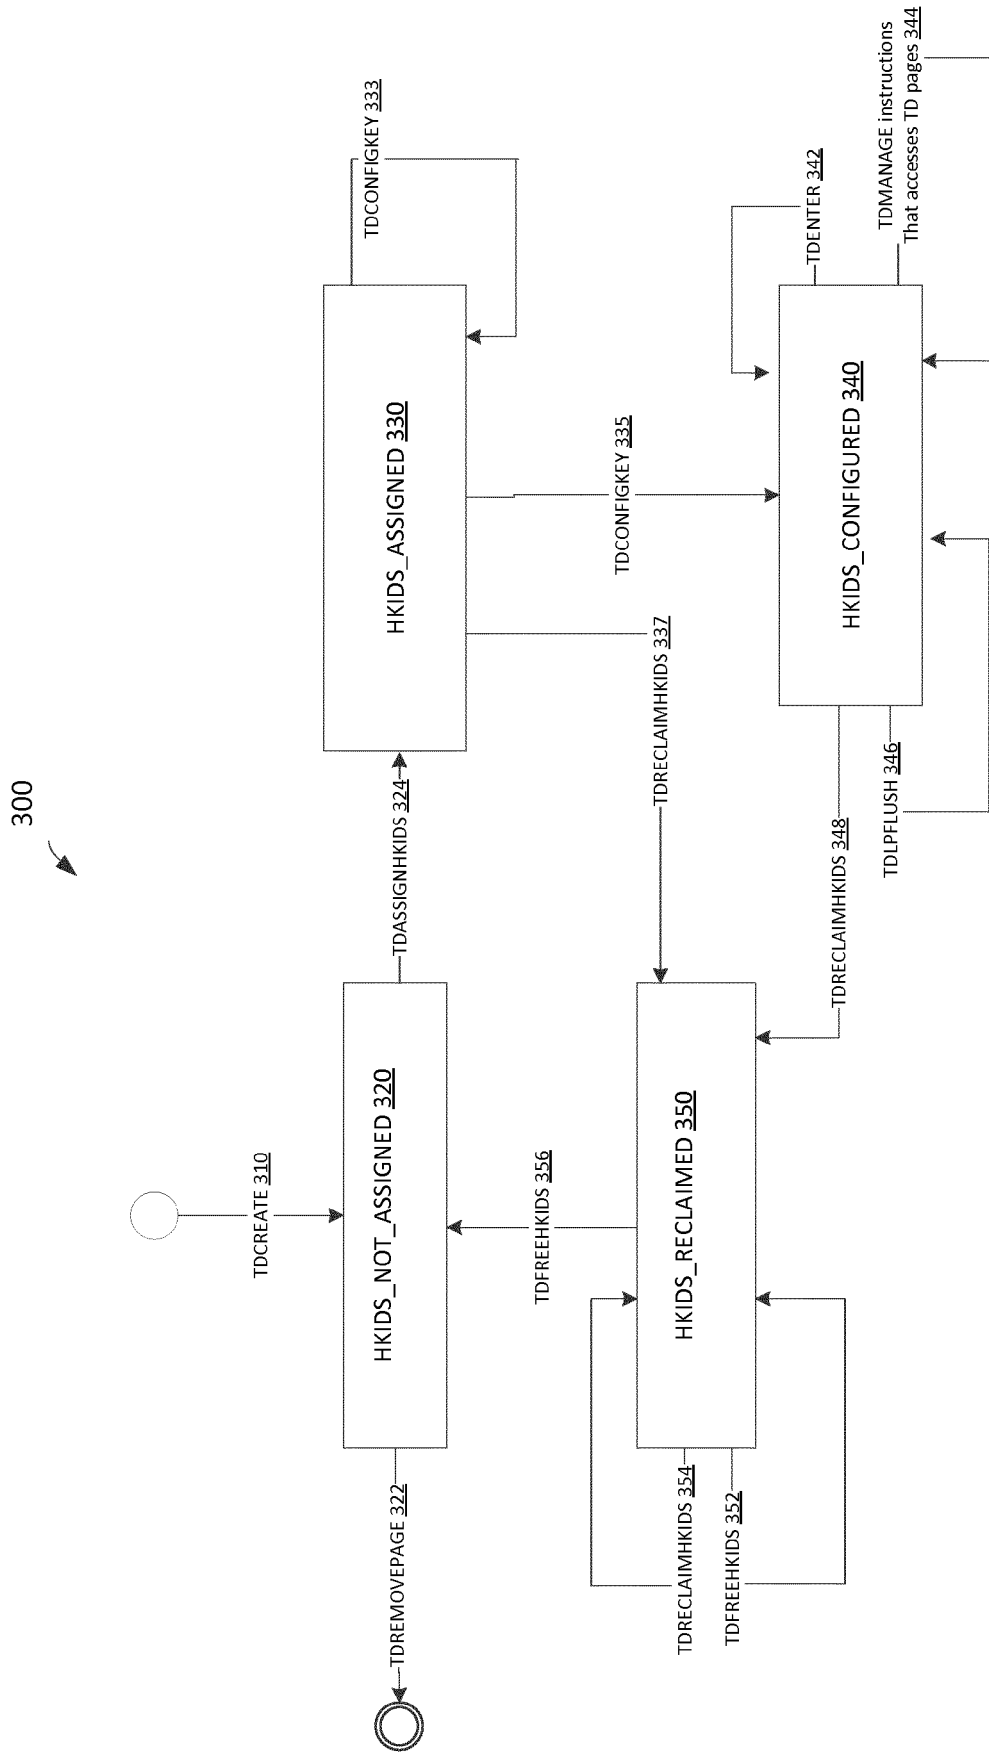 300
TDCREATE 310
TDREMOVEPAGE 322
HKIDS_NOT_ASSIGNED 320
TDASSIGNHKIDS 324
HKIDS_ASSIGNED 330
TDCONFIGKEY 333
TDFREEHKIDS 356
TDRECLAIMHKIDS 337
TDCONFIGKEY 335
TDRECLAIMHKIDS 354
TDFREEHKIDS 352
HKIDS_RECLAIMED 350
TDRECLAIMHKIDS 348
TDLPFLUSH 346
HKIDS_CONFIGURED 340
TDENTER 342
TDMANAGE instructions
That accesses TD pages 344